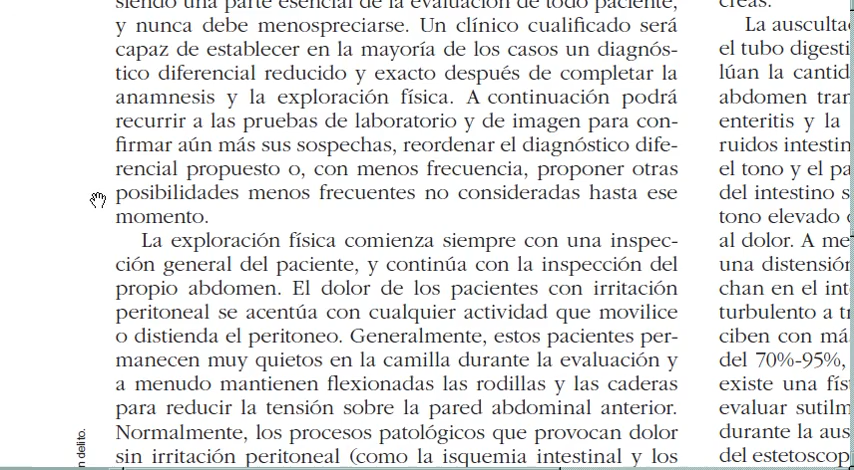 siendo una parte esencial de la evaluación de todo paciente,
y nunca debe menospreciarse. Un clínico cualificado será
capaz de establecer en la mayoría de los casos un diagnós-
tico diferencial reducido y exacto después de completar la
anamnesis y la exploración física. A continuación podrá
recurrir a las pruebas de laboratorio y de imagen para con-
firmar aún más sus sospechas, reordenar el diagnóstico dife-
rencial propuesto o, con menos frecuencia, proponer otras
posibilidades menos frecuentes no consideradas hasta ese
momento.
La exploración física comienza siempre con una inspec-
ción general del paciente, y continúa con la inspección del
propio abdomen. El dolor de los pacientes con irritación
peritoneal se acentúa con cualquier actividad que movilice
o distienda el peritoneo. Generalmente, estos pacientes per-
manecen muy quietos en la camilla durante la evaluación y
a menudo mantienen flexionadas las rodillas y las caderas
para reducir la tensión sobre la pared abdominal anterior.
Normalmente, los procesos patológicos que provocan dolor
sin irritación peritoneal (como la isquemia intestinal y los
creas.
La ausculta
el tubo digesti
lúan la cantid
abdomen tran
enteritis y la
ruidos intestin
el tono y el pa
del intestino s
tono elevado
al dolor. A me
una distensión
chan en el int
turbulento a t
ciben con má
del 70%-95%,
existe una fís
evaluar sutilm
durante la aus
del estetoscop
n delito.